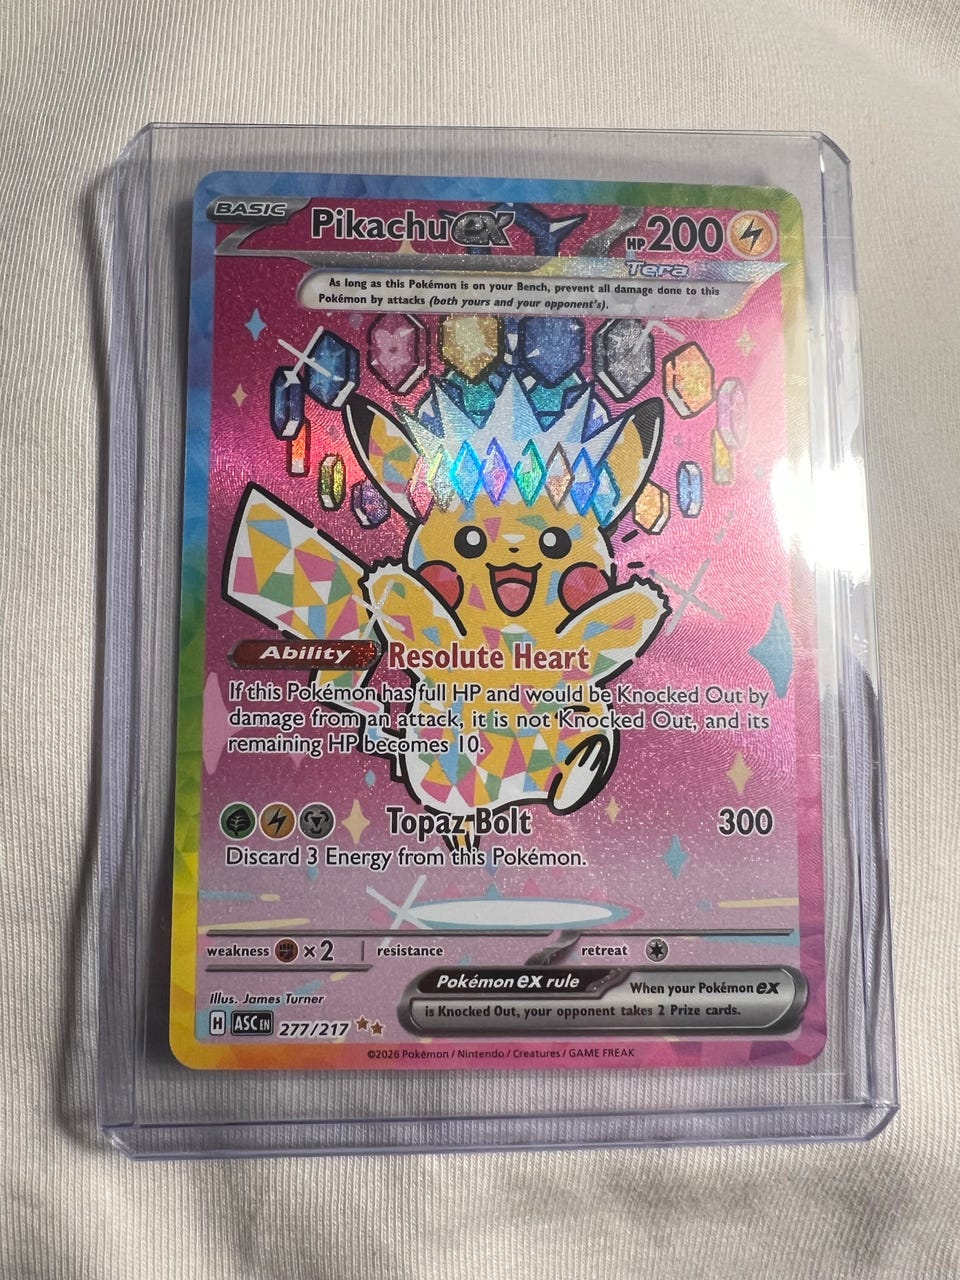 BASIC Pikachu ex HP 200
Tera
As long as this Pokémon is on your Bench, prevent all damage done to this
Pokémon by attacks (both yours and your opponent's).
Ability Resolute Heart
If this Pokémon has full HP and would be Knocked Out by
damage from an attack, it is not Knocked Out, and its
remaining HP becomes 10.
Topaz Bolt 300
Discard 3 Energy from this Pokémon.
weakness ×2 resistance retreat
Pokémon ex rule When your Pokémon ex
is Knocked Out, your opponent takes 2 Prize cards.
Illus. James Turner
H ASC EN 277/217
©2026 Pokémon / Nintendo / Creatures / GAME FREAK